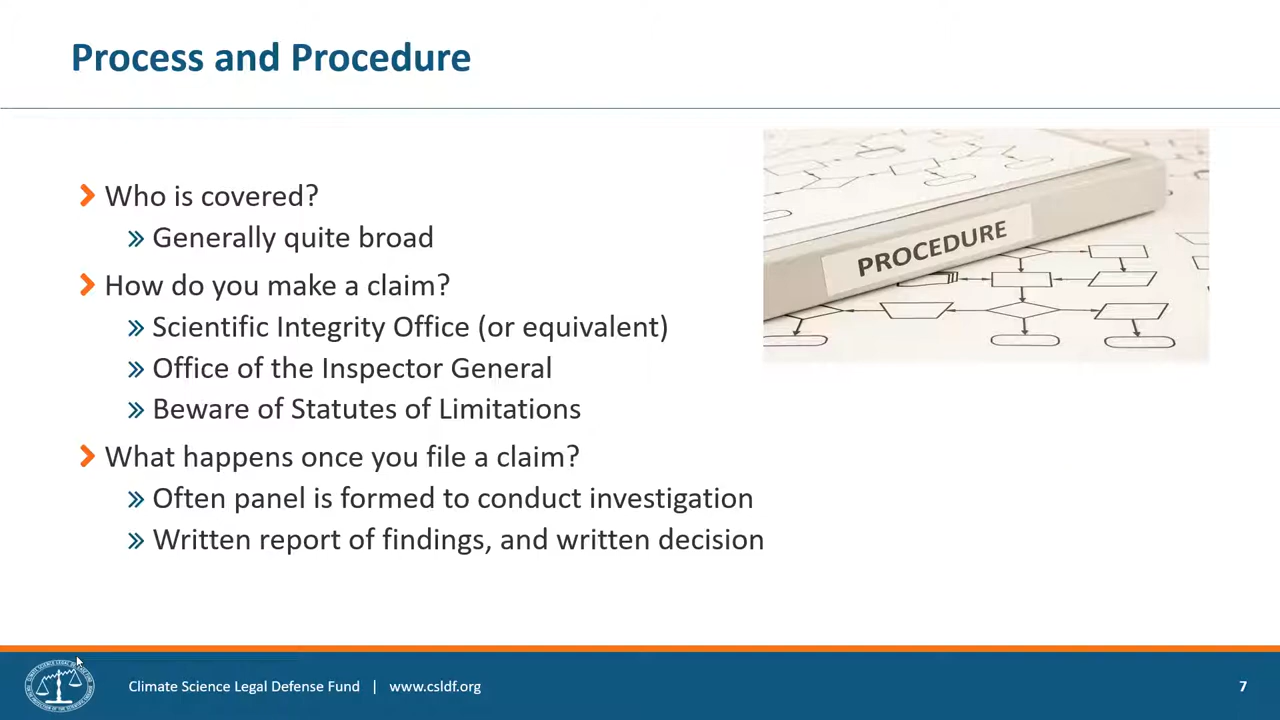 Process and Procedure
Who is covered?
Generally quite broad
How do you make a claim?
Scientific Integrity Office (or equivalent)
Office of the Inspector General
Beware of Statutes of Limitations
What happens once you file a claim?
Often panel is formed to conduct investigation
Written report of findings, and written decision
PROCEDURE
Climate Science Legal Defense Fund | www.csldf.org
7